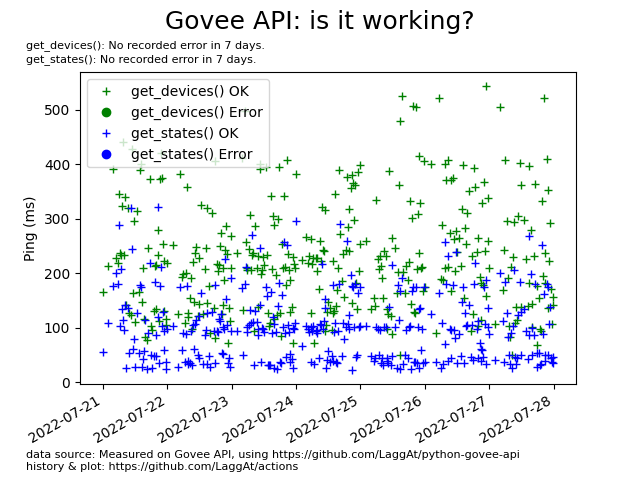 Govee API: is it working?
get_devices(): No recorded error in 7 days.
get_states(): No recorded error in 7 days.
get_devices() OK
get_devices() Error
get_states() OK
get_states() Error
Ping (ms)
500
400
300
200
100
0
2022-07-21
2022-07-22
2022-07-23
2022-07-24
2022-07-25
2022-07-26
2022-07-27
2022-07-28
data source: Measured on Govee API, using https://github.com/LaggAt/python-govee-api
history & plot: https://github.com/LaggAt/actions